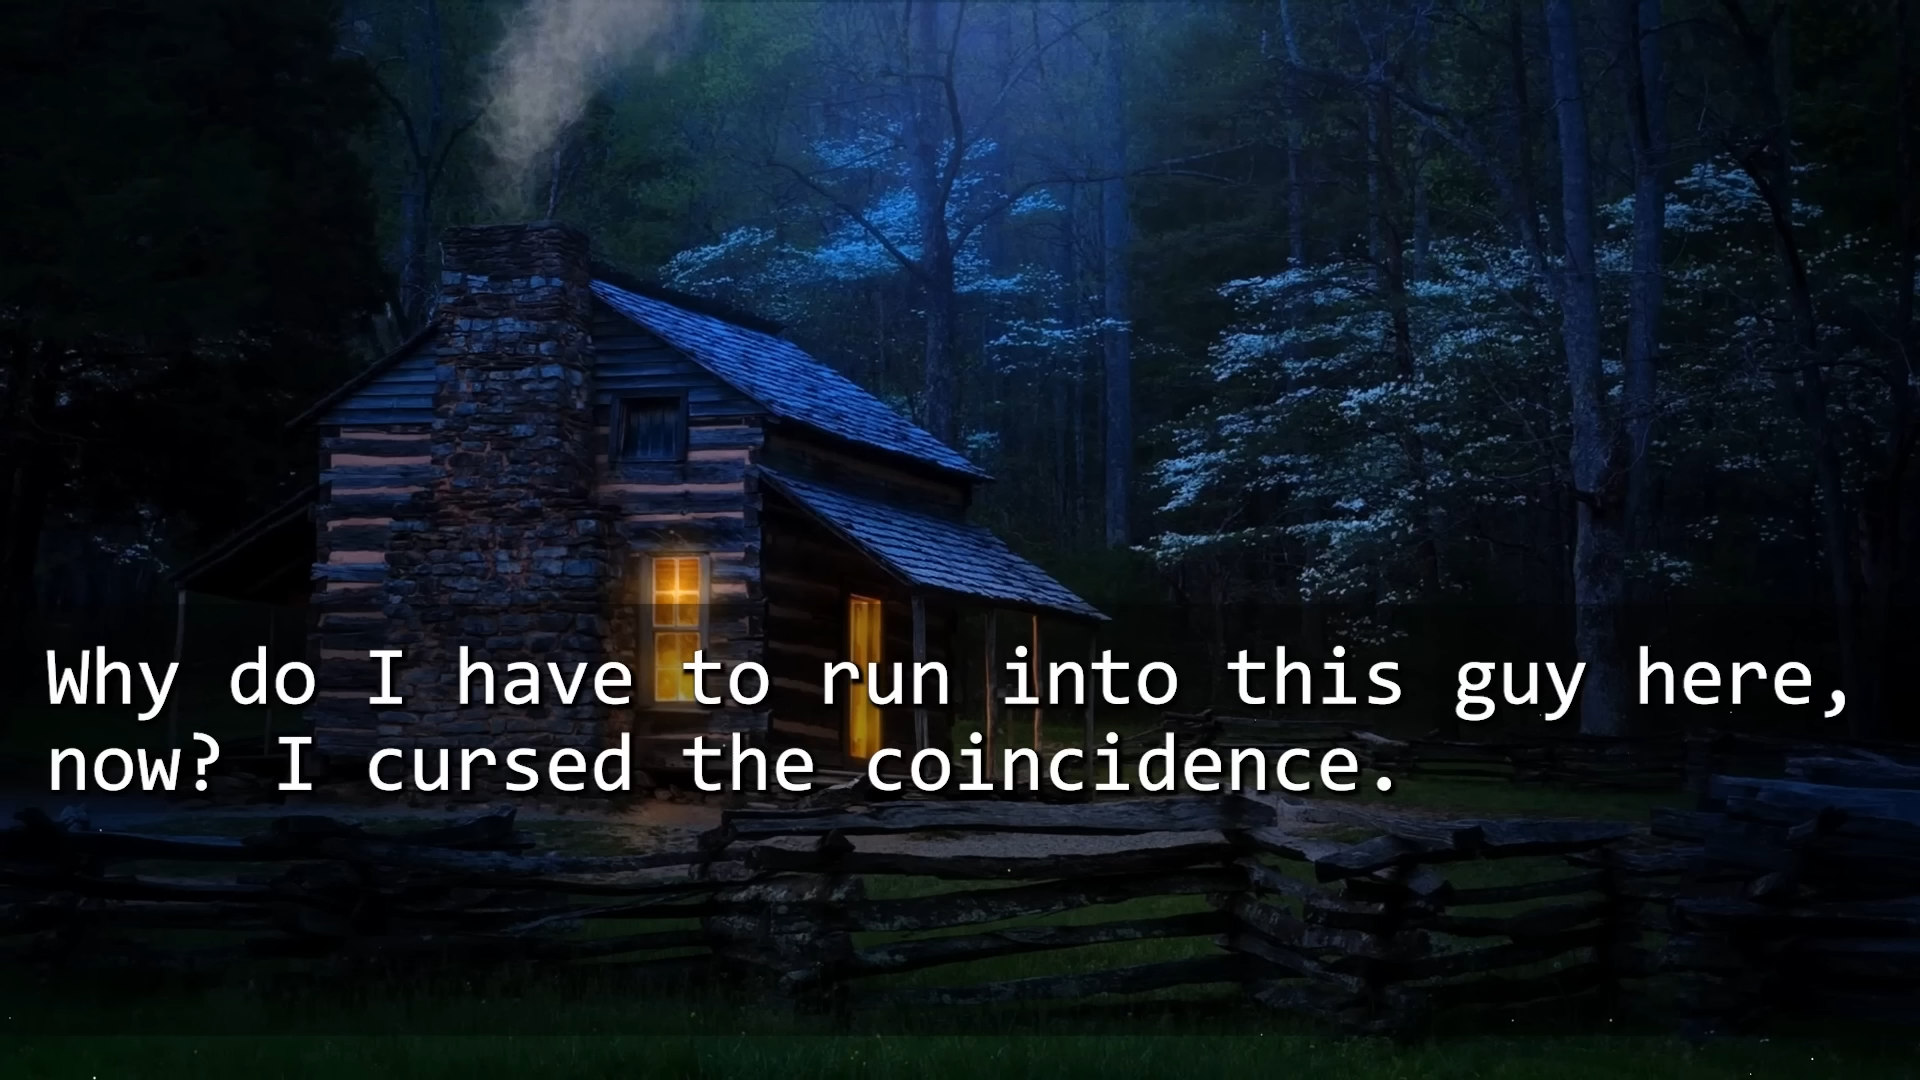 Why do I have to run into this guy here,
now? I cursed the coincidence.